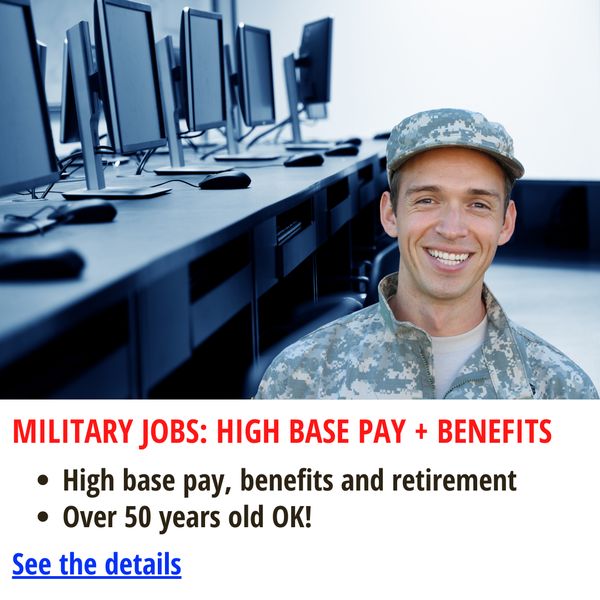 MILITARY JOBS: HIGH BASE PAY + BENEFITS
• High base pay, benefits and retirement
• Over 50 years old OK!
See the details